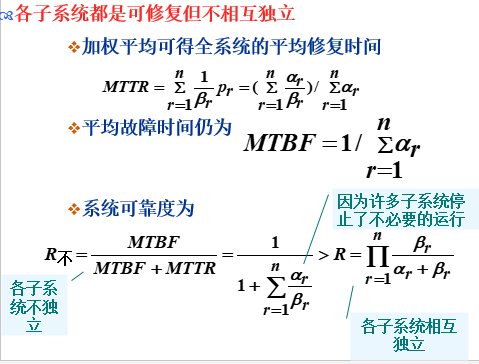 各子系统都是可修复但不相互独立
❖加权平均可得全系统的平均修复时间
MTTR = \sum_{r=1}^{n} \frac{1}{\beta_r} p_r = (\sum_{r=1}^{n} \frac{\alpha_r}{\beta_r}) / \sum_{r=1}^{n} \alpha_r
❖平均故障时间仍为
MTBF = 1 / \sum_{r=1}^{n} \alpha_r
因为许多子系统停
止了不必要的运行
❖系统可靠度为
R_不 = \frac{MTBF}{MTBF + MTTR} = \frac{1}{1 + \sum_{r=1}^{n} \frac{\alpha_r}{\beta_r}} > R = \prod_{r=1}^{n} \frac{\beta_r}{\alpha_r + \beta_r}
各子系
统不独
立
各子系统相互
独立